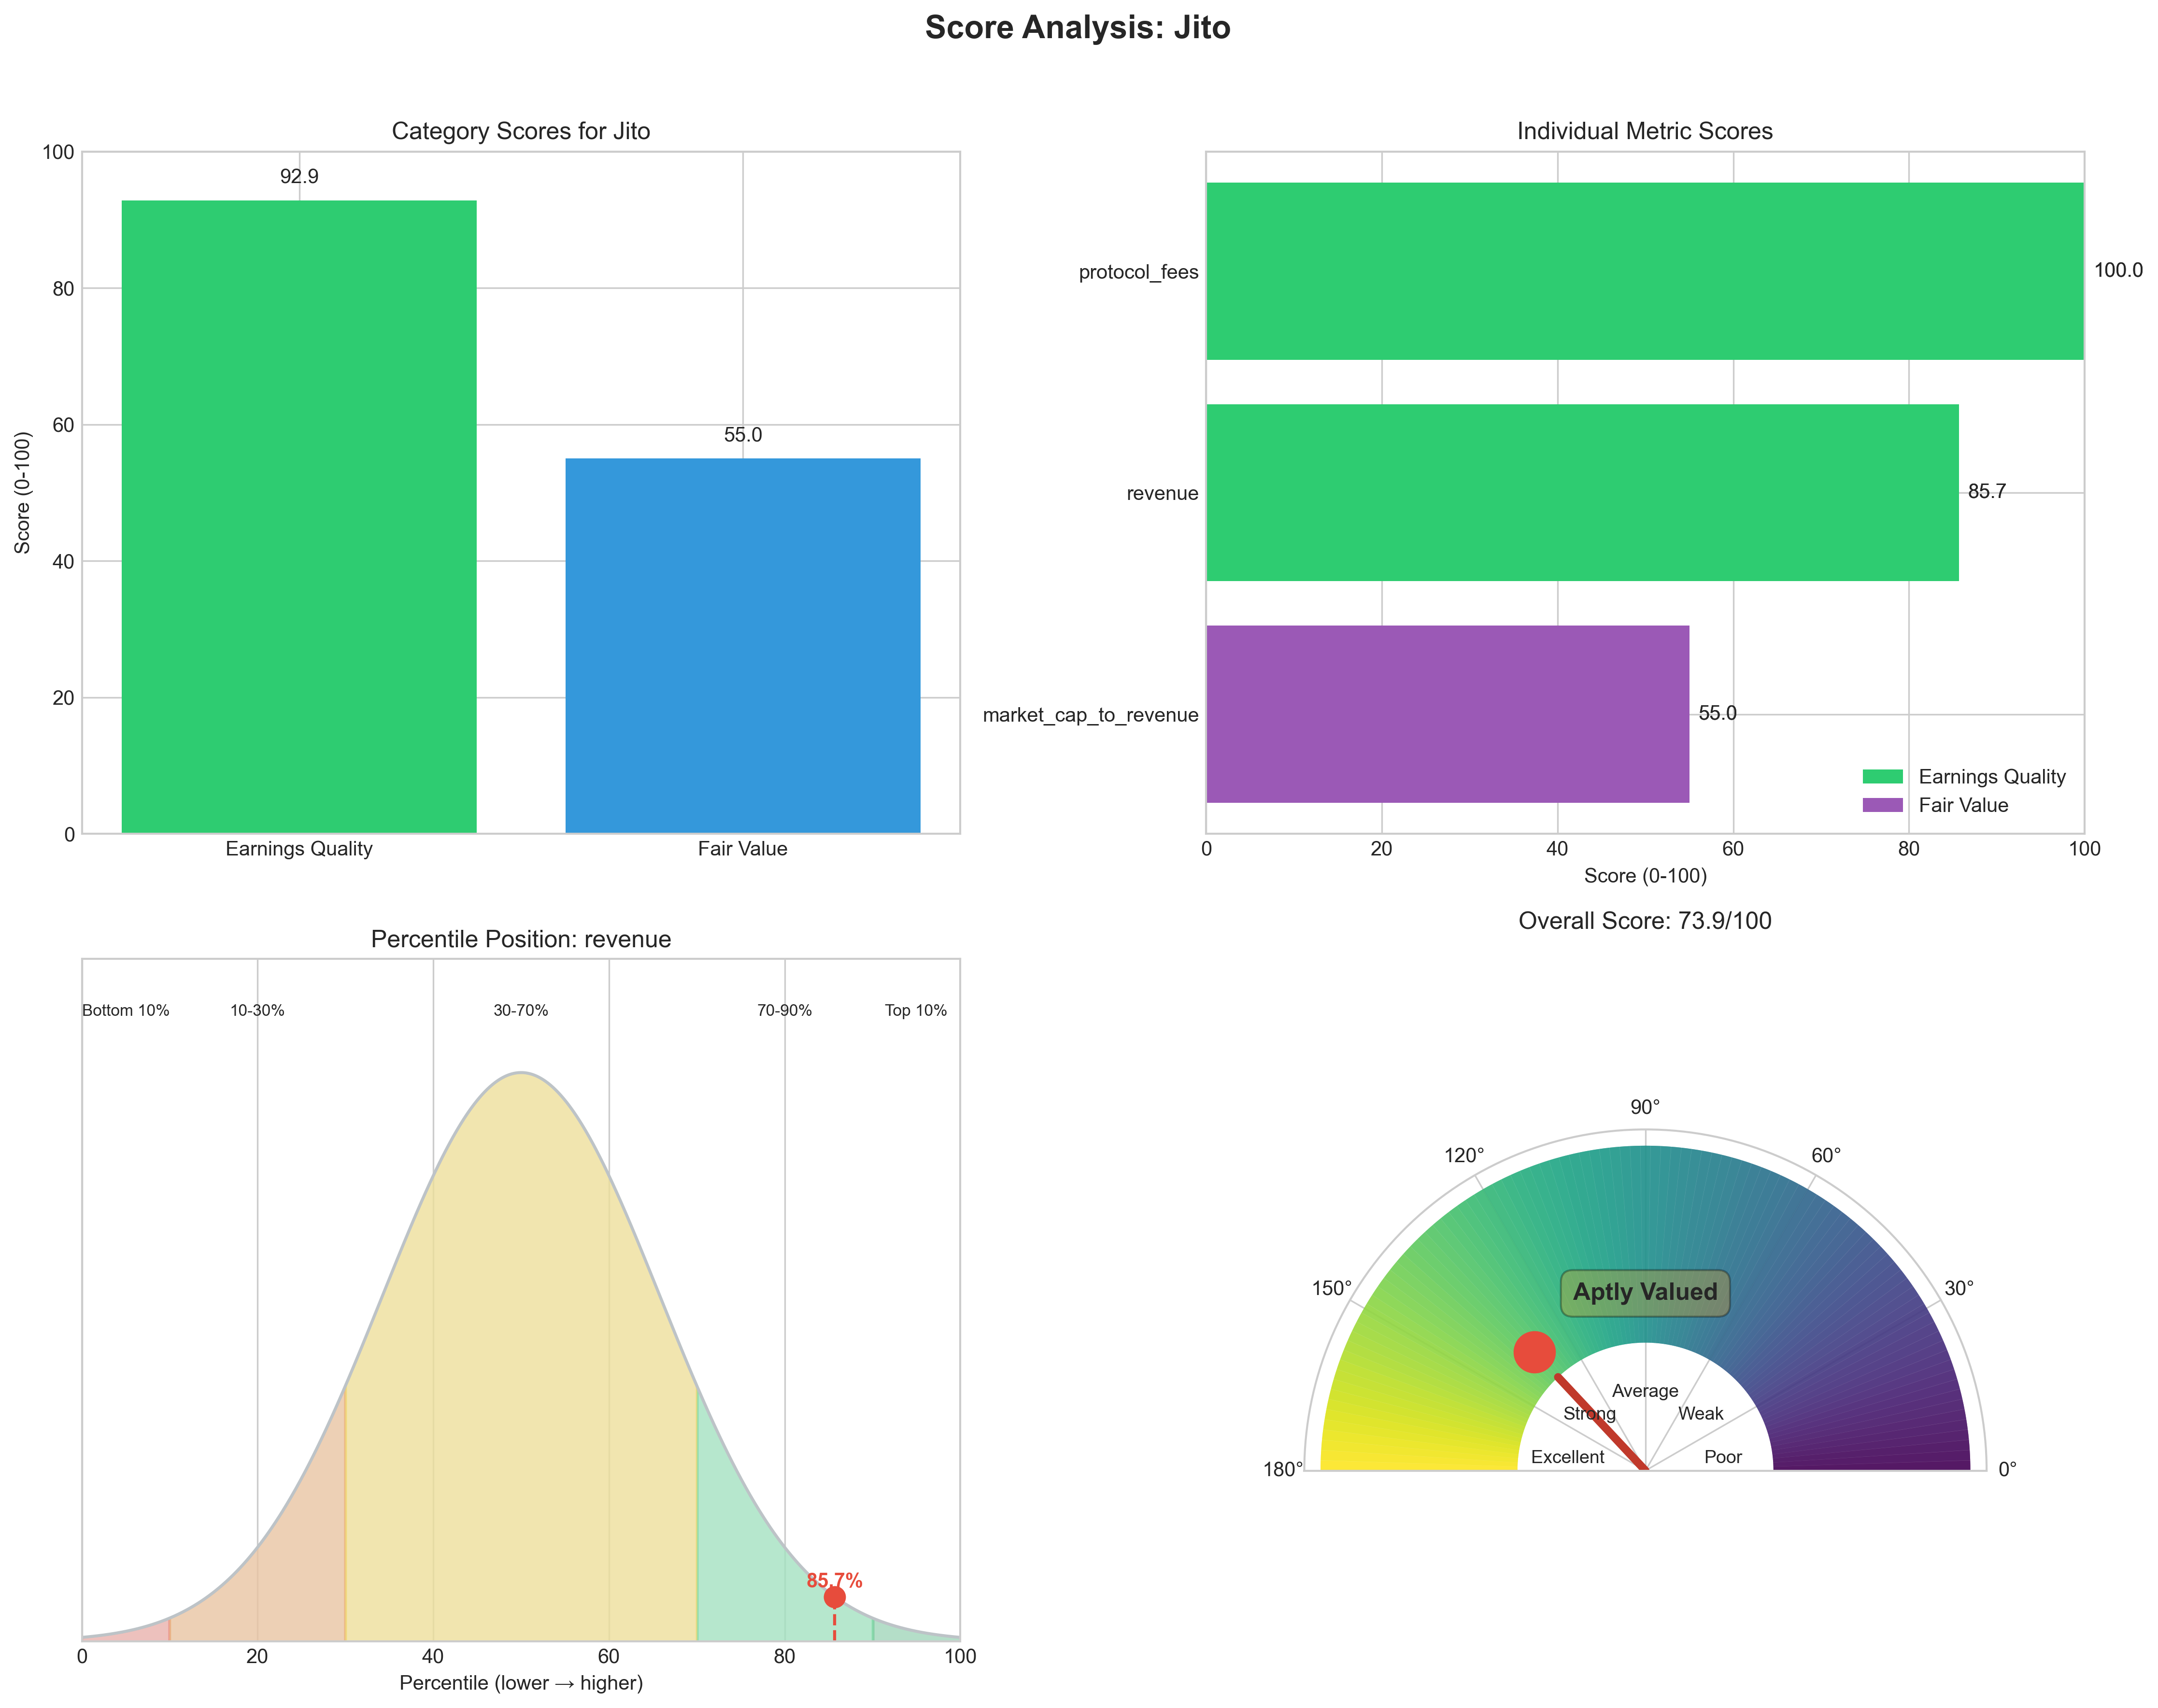 Score Analysis: Jito
Category Scores for Jito
100
80
60
40
20
0
Score (0-100)
92.9
55.0
Earnings Quality
Fair Value
Individual Metric Scores
protocol_fees
100.0
revenue
85.7
market_cap_to_revenue
55.0
Earnings Quality
Fair Value
0
20
40
60
80
100
Score (0-100)
Percentile Position: revenue
Bottom 10%
10-30%
30-70%
70-90%
Top 10%
85.7%
0
20
40
60
80
100
Percentile (lower → higher)
Overall Score: 73.9/100
90°
120°
60°
150°
30°
Aptly Valued
Average
Strong
Weak
Excellent
Poor
180°
0°